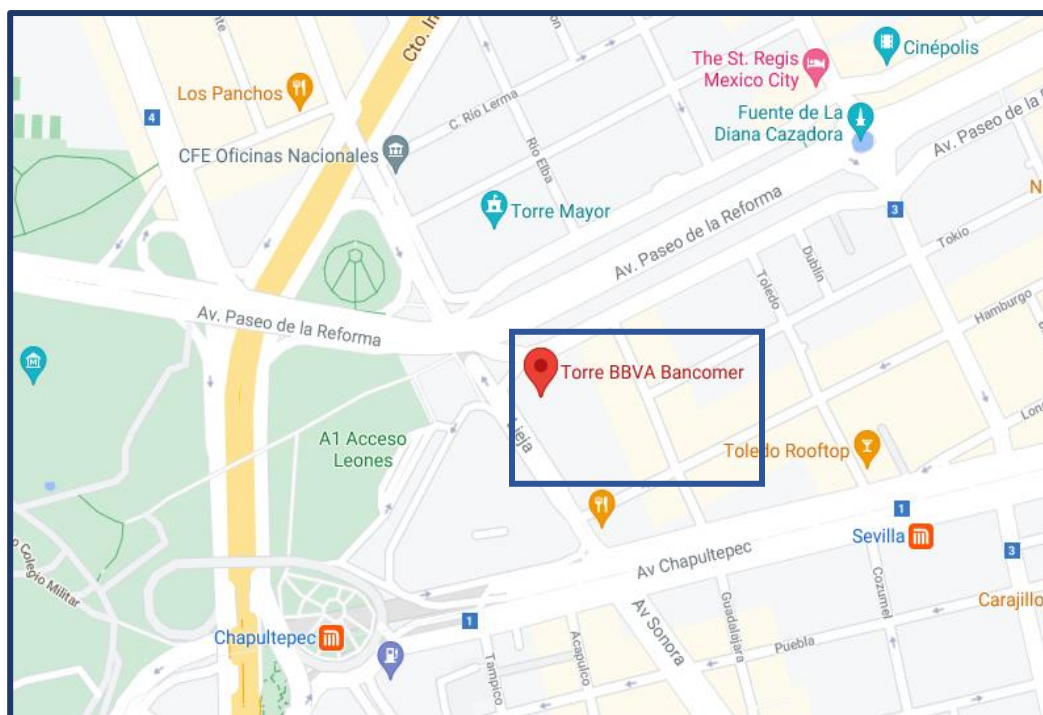 Cinépolis
The St. Regis
Mexico City
Cto. In
Los Panchos
4
C. Río Lerma
Fuente de La
Diana Cazadora
Av. Paseo de la R
CFE Oficinas Nacionales
Río Elba
Torre Mayor
3
N
Av. Paseo de la Reforma
Tokio
Dublín
Toledo
Hamburgo
Av. Paseo de la Reforma
M
Torre BBVA Bancomer
Lon
Lieja
A1 Acceso
Leones
Toledo Rooftop
1
Sevilla
3
Av Chapultepec
o Colegio Militar
Cozumel
Guadalajara
Carajillo
Av Sonora
1
Chapultepec
Acapulco
Puebla
Tampico